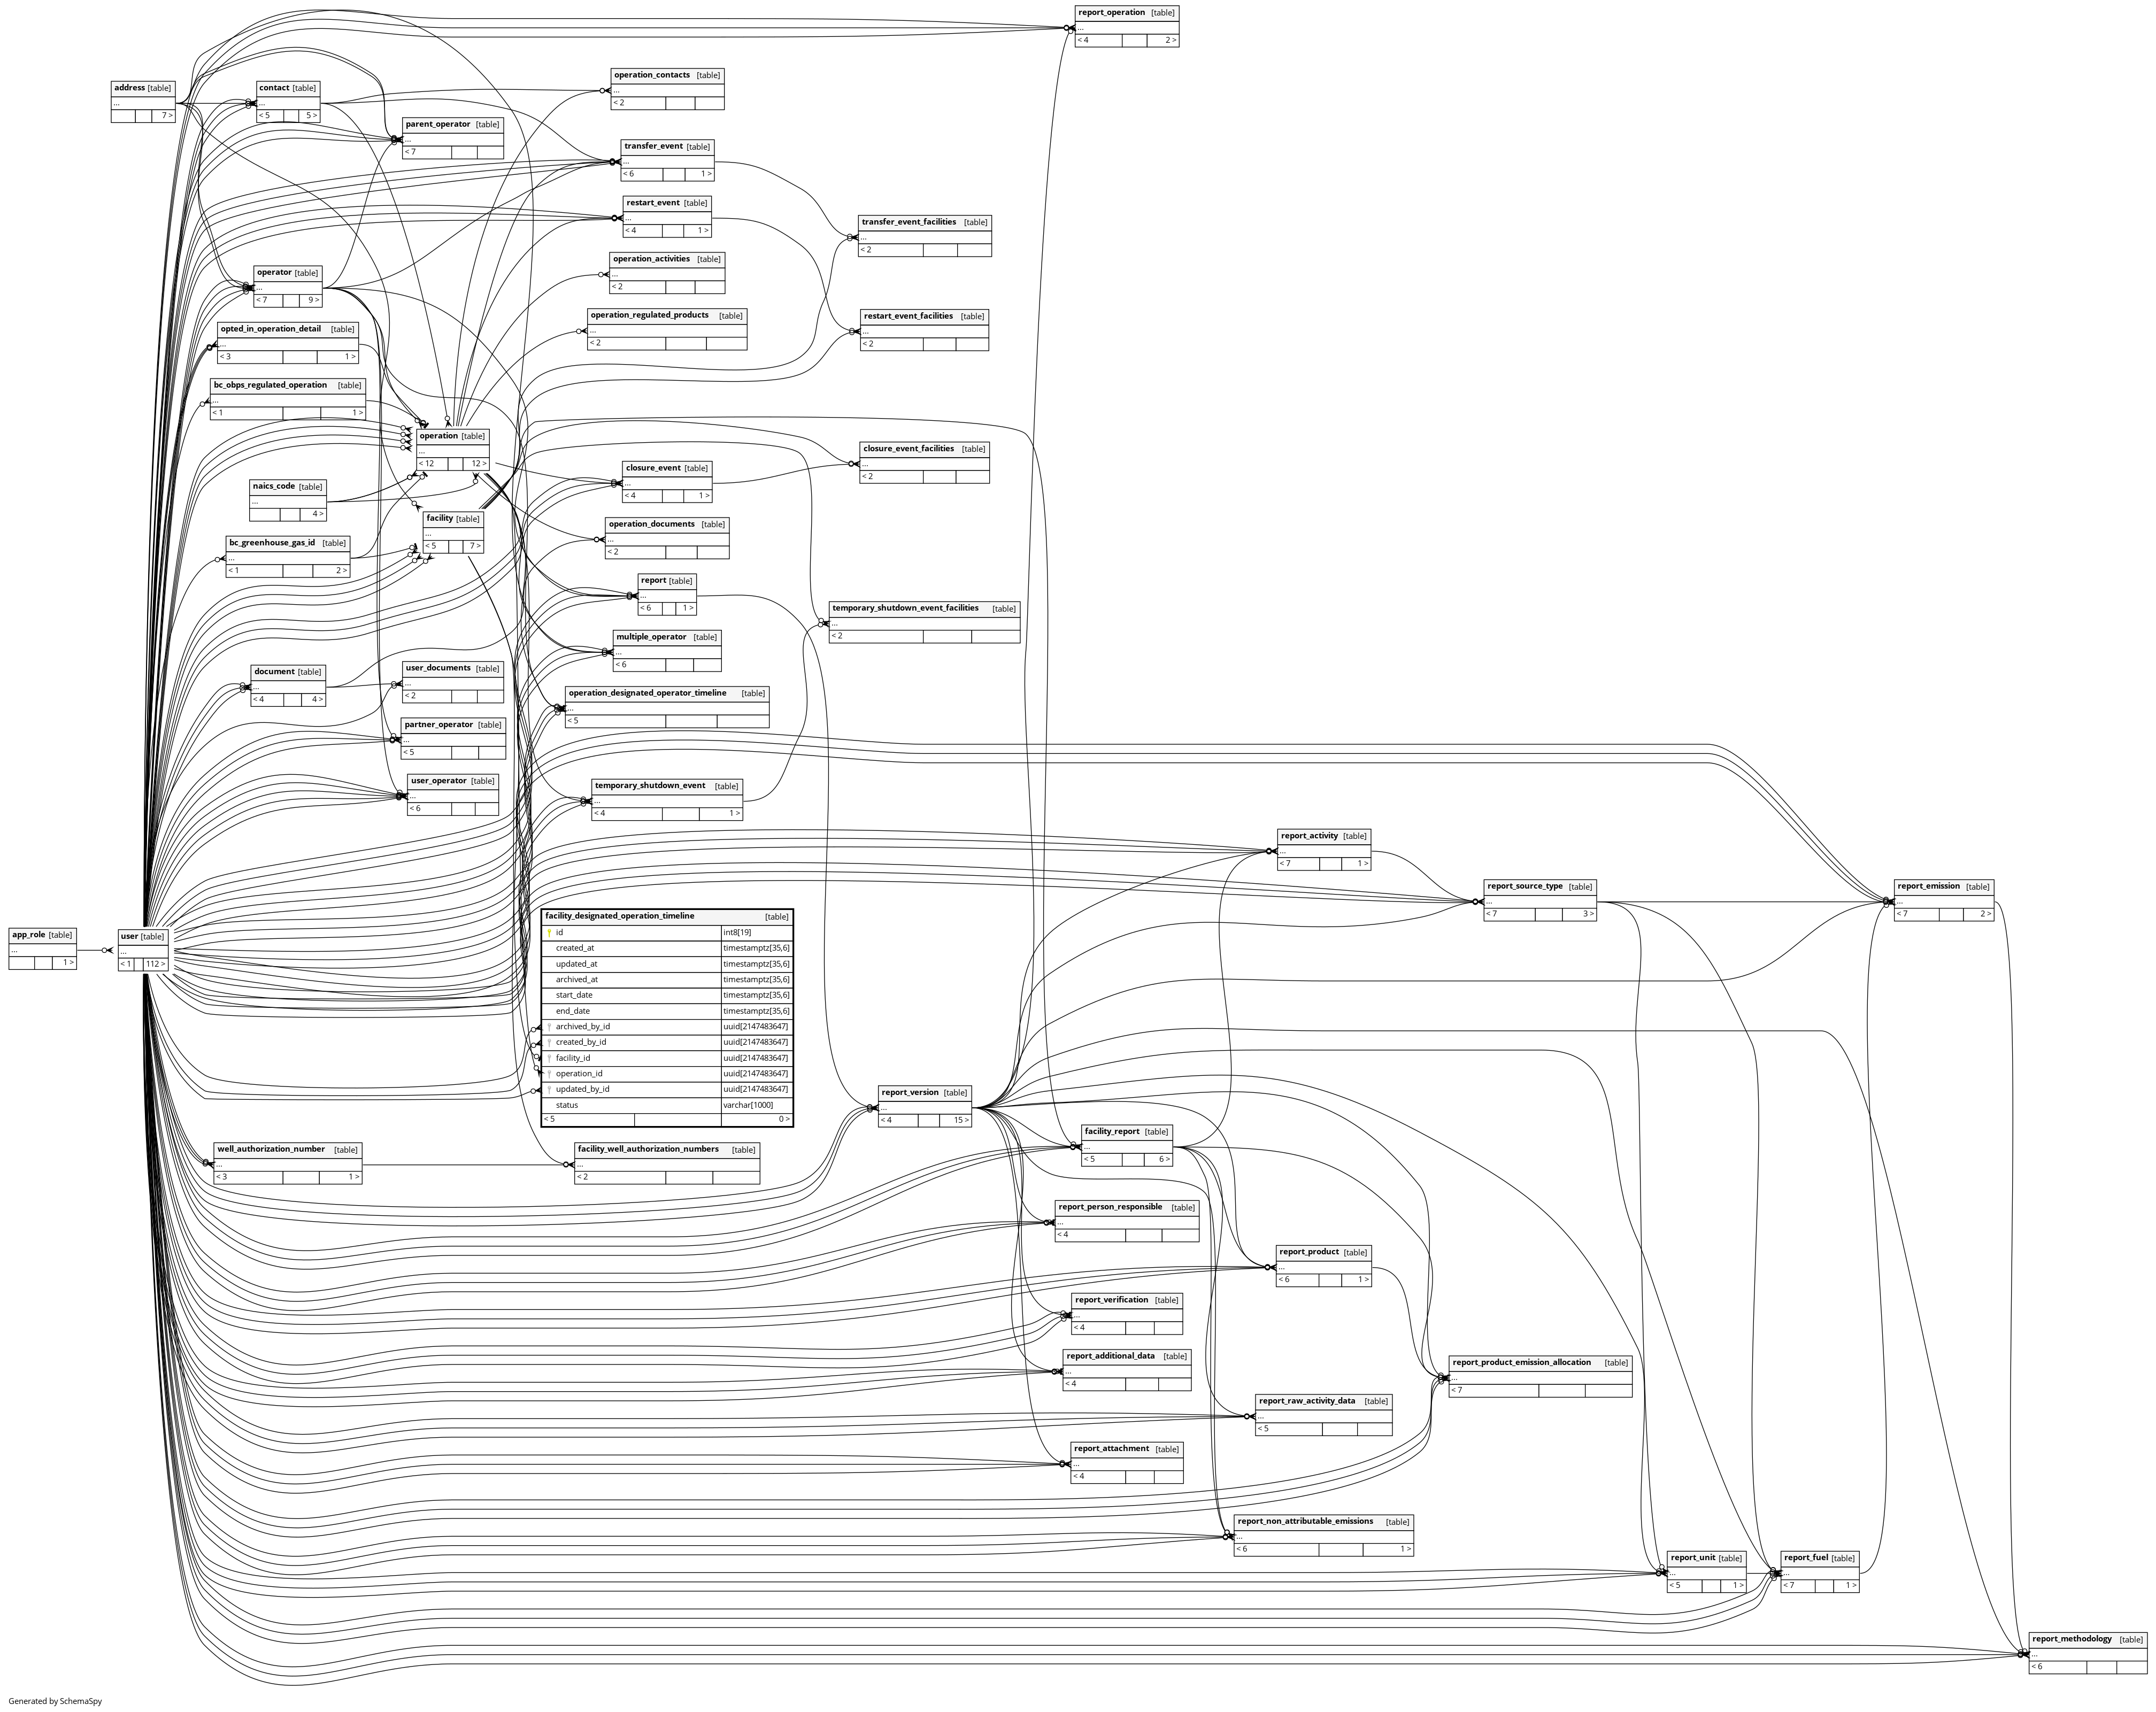 report_operation [table]
...
< 4 2 >
address [table]
...
7 >
contact [table]
...
< 5 5 >
operation_contacts [table]
...
< 2
parent_operator [table]
...
< 7
transfer_event [table]
...
< 6 1 >
restart_event [table]
...
< 4 1 >
transfer_event_facilities [table]
...
< 2
operation_activities [table]
...
< 2
operator [table]
...
< 7 9 >
operation_regulated_products [table]
...
< 2
restart_event_facilities [table]
...
< 2
opted_in_operation_detail [table]
...
< 3 1 >
bc_obps_regulated_operation [table]
...
< 1 1 >
operation [table]
...
< 12 12 >
closure_event_facilities [table]
...
< 2
closure_event [table]
...
< 4 1 >
naics_code [table]
...
4 >
facility [table]
...
< 5 7 >
operation_documents [table]
...
< 2
bc_greenhouse_gas_id [table]
...
< 1 2 >
report [table]
...
< 6 1 >
temporary_shutdown_event_facilities [table]
...
< 2
multiple_operator [table]
...
< 6
document [table]
...
< 4 4 >
user_documents [table]
...
< 2
operation_designated_operator_timeline [table]
...
< 5
partner_operator [table]
...
< 5
user_operator [table]
...
< 6
temporary_shutdown_event [table]
...
< 4 1 >
report_activity [table]
...
< 7 1 >
report_source_type [table]
...
< 7 3 >
report_emission [table]
...
< 7 2 >
app_role [table]
...
1 >
user [table]
...
< 1 112 >
facility_designated_operation_timeline [table]
id int8[19]
created_at timestamptz[35,6]
updated_at timestamptz[35,6]
archived_at timestamptz[35,6]
start_date timestamptz[35,6]
end_date timestamptz[35,6]
archived_by_id uuid[2147483647]
created_by_id uuid[2147483647]
facility_id uuid[2147483647]
operation_id uuid[2147483647]
updated_by_id uuid[2147483647]
status varchar[1000]
< 5 0 >
report_version [table]
...
< 4 15 >
facility_report [table]
...
< 5 6 >
well_authorization_number [table]
...
< 3 1 >
facility_well_authorization_numbers [table]
...
< 2
report_person_responsible [table]
...
< 4
report_product [table]
...
< 6 1 >
report_verification [table]
...
< 4
report_additional_data [table]
...
< 4
report_product_emission_allocation [table]
...
< 7
report_raw_activity_data [table]
...
< 5
report_attachment [table]
...
< 4
report_non_attributable_emissions [table]
...
< 6 1 >
report_unit [table]
...
< 5 1 >
report_fuel [table]
...
< 7 1 >
report_methodology [table]
...
< 6
Generated by SchemaSpy